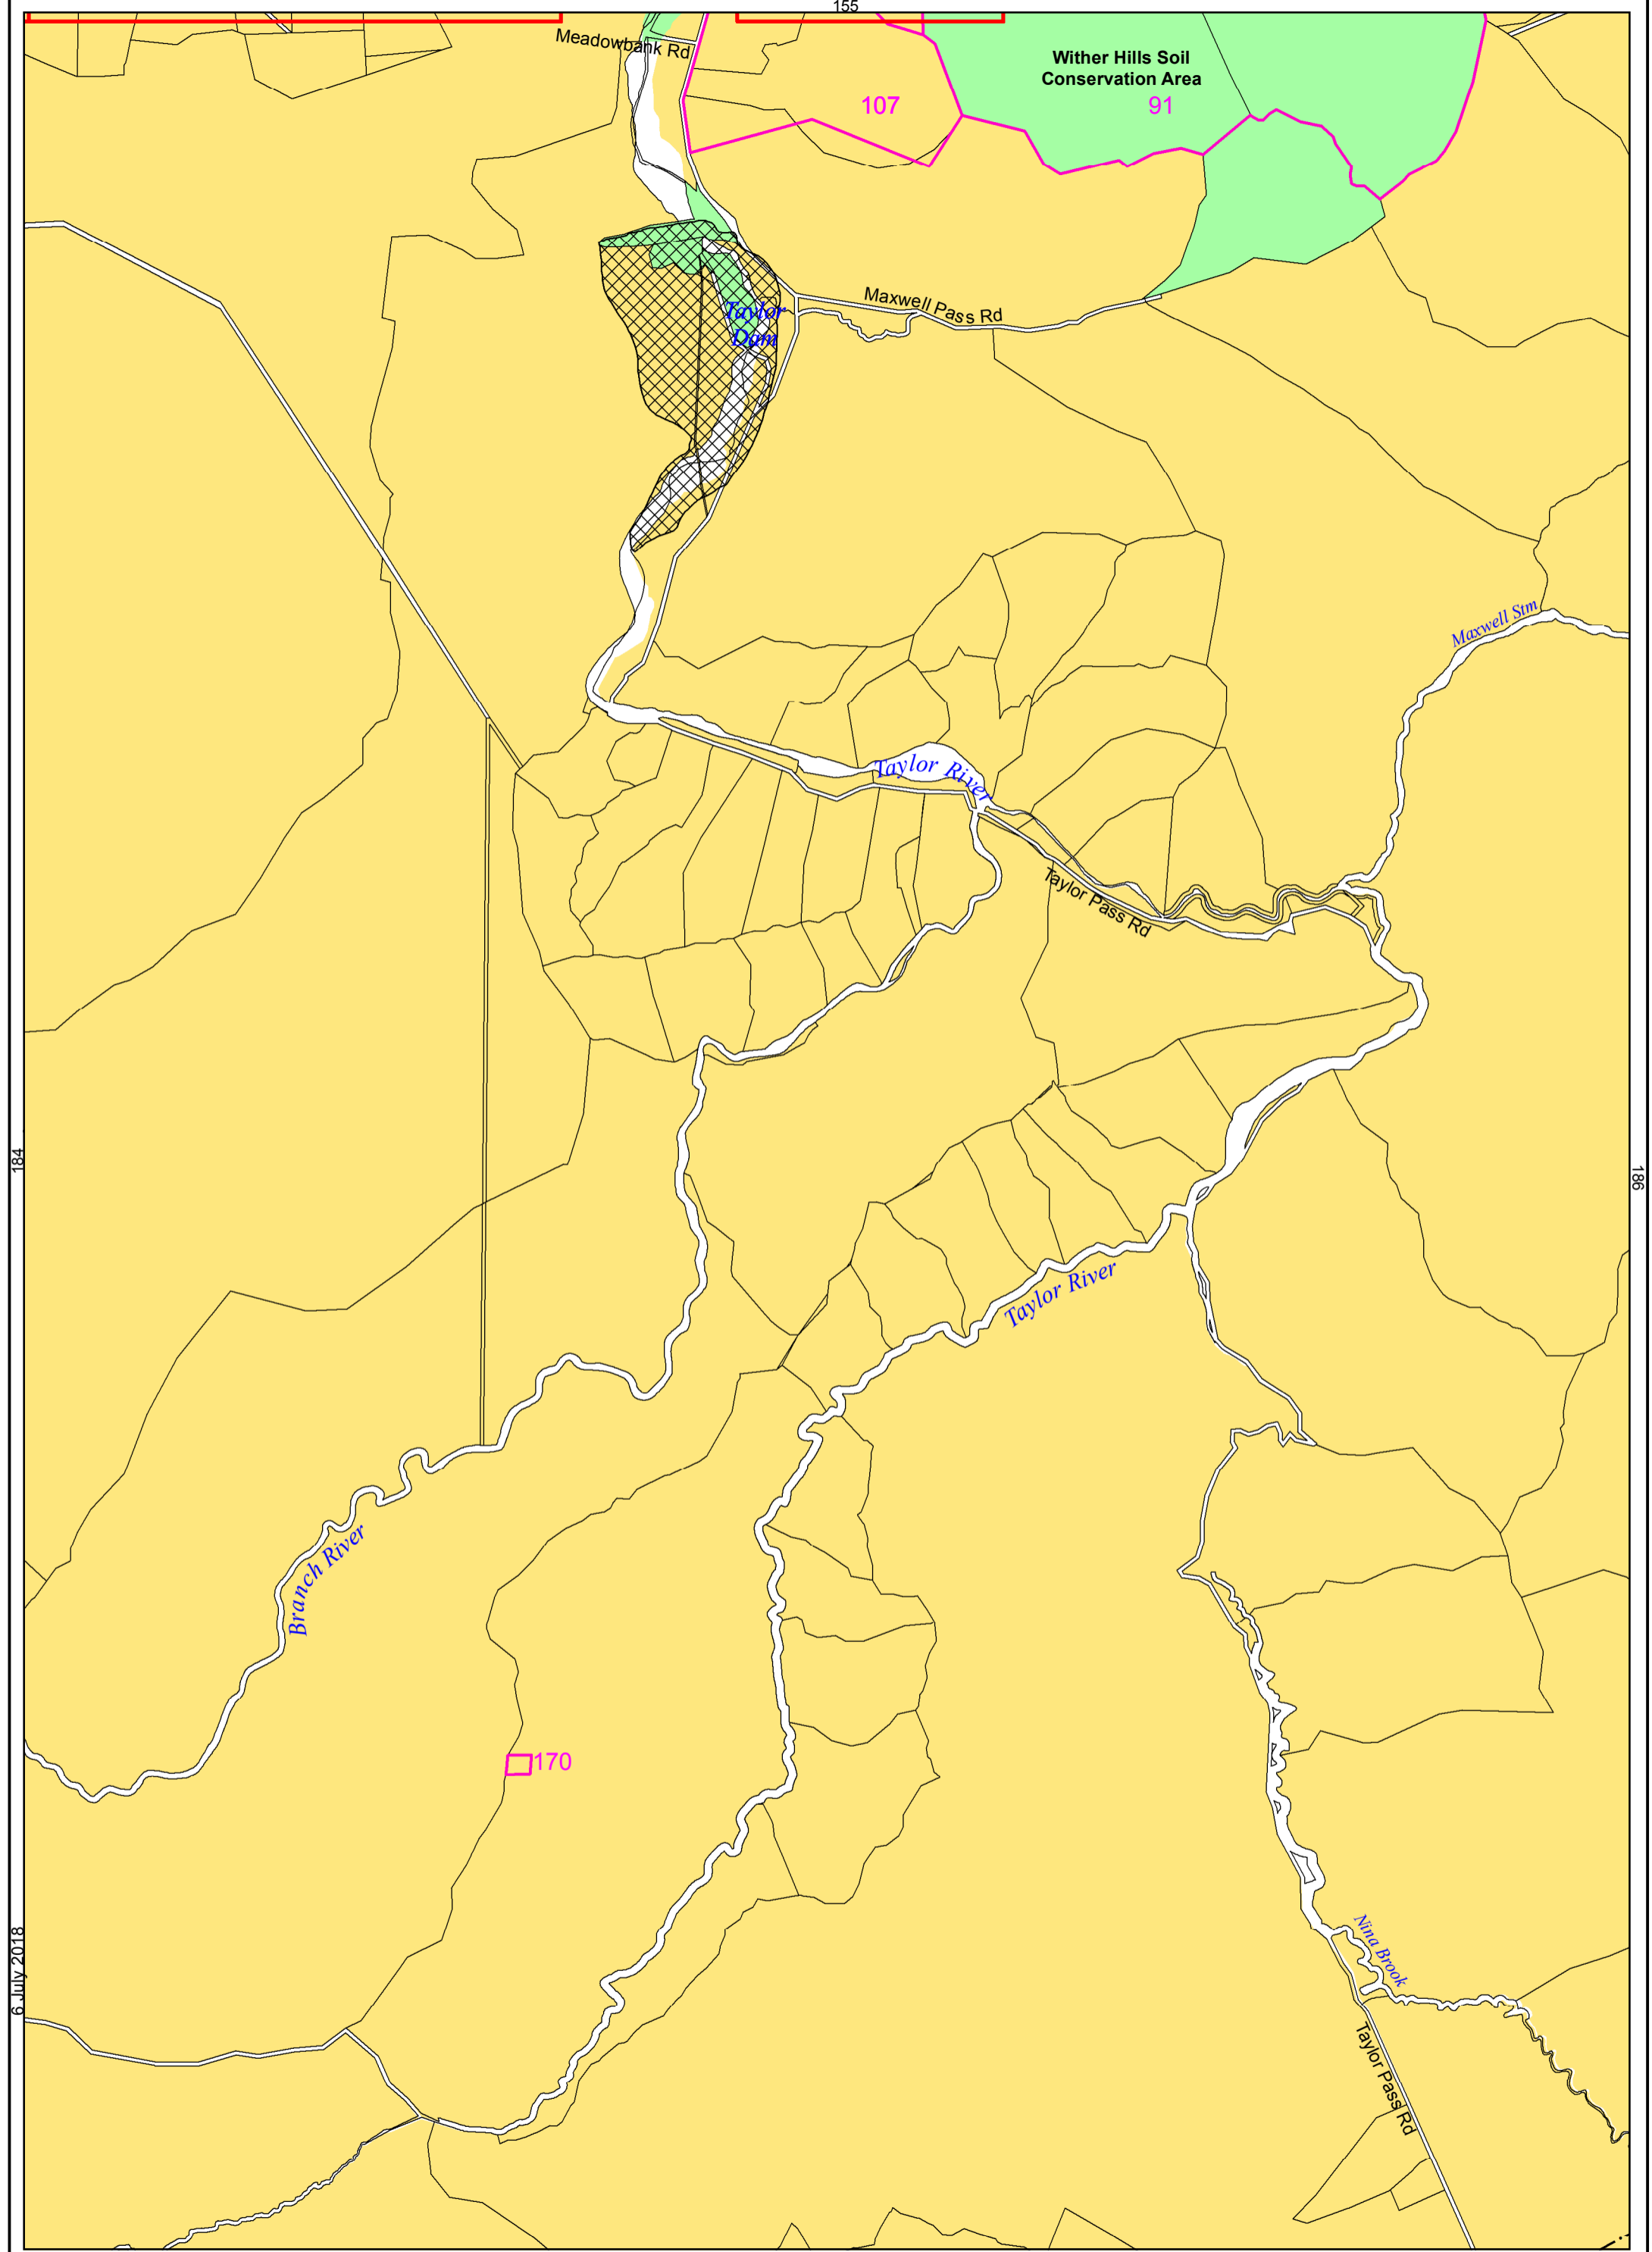 155
Meadowbank Rd
Wither Hills Soil
Conservation Area
107
91
Taylor
Dam
Maxwell Pass Rd
Maxwell Stm
Taylor River
Taylor Pass Rd
184
186
Taylor River
Branch River
170
6 July 2018
Nina Brook
Taylor Pass Rd